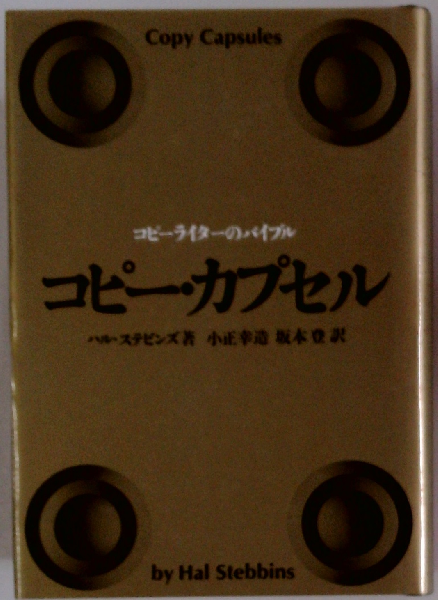 Copy Capsules
コピーライターのバイブル
コピー・カプセル
ハル・ステビンズ著 小正幸造 坂本登訳
by Hal Stebbins